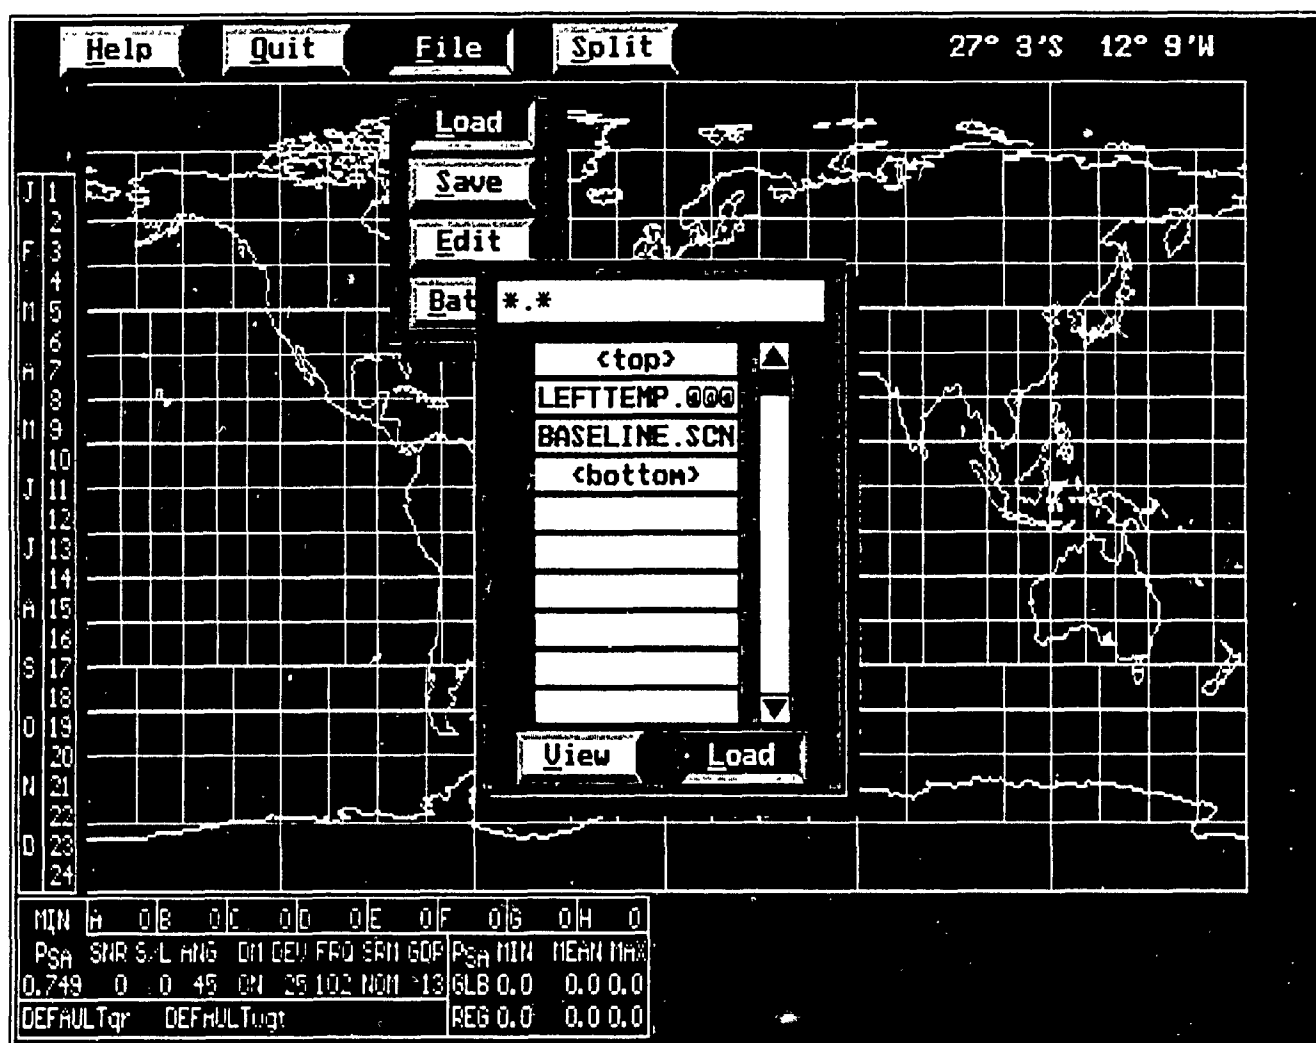 Help Quit File Split 27° 3'S 12° 9'W
Load
Save
Edit
Bat
*.*
<top>
LEFTTEMP.@@@
BASELINE.SCN
<bottom>
View Load
J 1
2
F 3
4
M 5
6
A 7
8
M 9
10
J 11
12
J 13
14
A 15
16
S 17
18
O 19
20
N 21
22
D 23
24
MIN A 0 B 0 C 0 D 0 E 0 F 0 G 0 H 0
PSA SNR S/L ANG DM DEV FRQ SRM GDP PSA MIN MEAN MAX
0.749 0 0 45 ON 25 102 NOM 13 GLB 0.0 0.0 0.0
DEFAULTqr DEFAULTugt REG 0.0 0.0 0.0